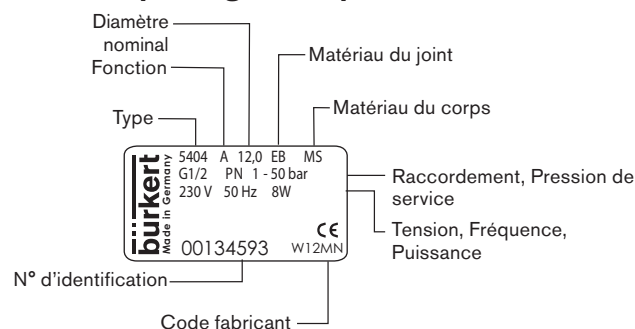 Diamètre
nominal
Fonction
Matériau du joint
Type
Matériau du corps
bürkert
Made in Germany
5404 A 12,0 EB MS
G1/2 PN 1 - 50 bar
230 V 50 Hz 8W
CE
00134593 W12MN
Raccordement, Pression de
service
Tension, Fréquence,
Puissance
N° d'identification
Code fabricant